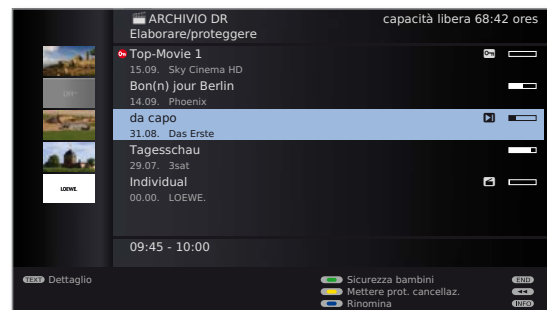 ARCHIVIO DR capacità libera 68:42 ores
Elaborare/proteggere
Top-Movie 1
15.09. Sky Cinema HD
Bon(n) jour Berlin
14.09. Phoenix
da capo
31.08. Das Erste
Tagesschau
29.07. 3sat
Individual
00.00. LOEWE.
LOEWE.
09:45 - 10:00
TEXT Dettaglio
Sicurezza bambini END
Mettere prot. cancellaz.
Rinomina INFO